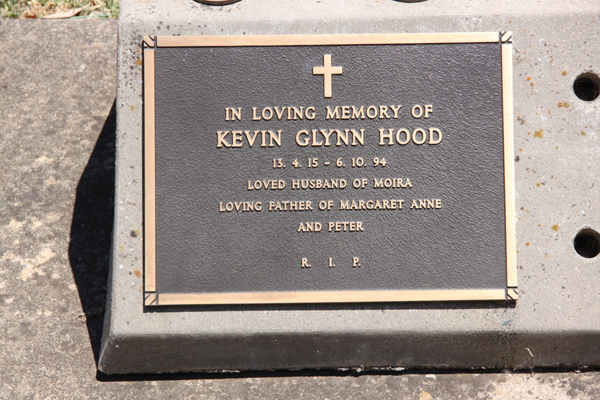 IN LOVING MEMORY OF
KEVIN GLYNN HOOD
13. 4. 15 - 6. 10. 94
LOVED HUSBAND OF MOIRA
LOVING FATHER OF MARGARET ANNE
AND PETER
R. I. P.